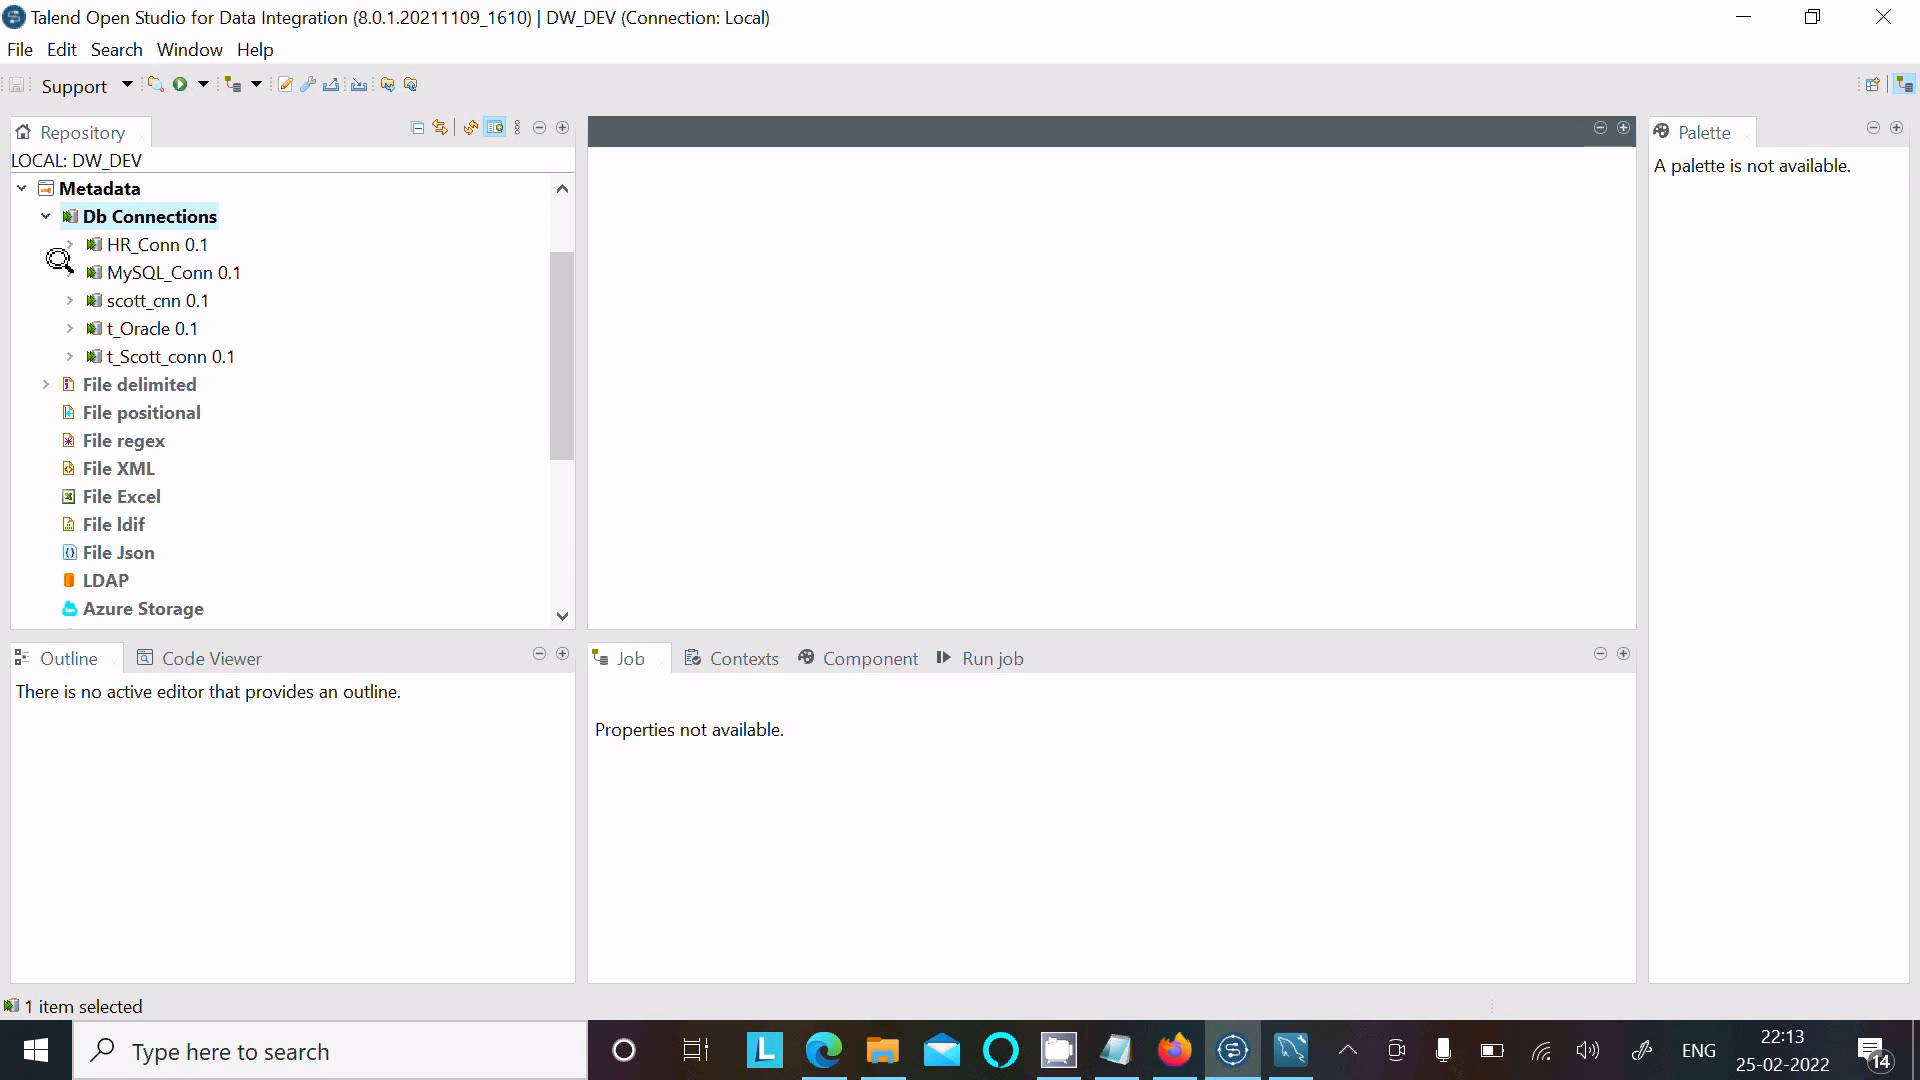 Talend Open Studio for Data Integration (8.0.1.20211109_1610) | DW_DEV (Connection: Local)
File Edit Search Window Help
Support
Repository
LOCAL: DW_DEV
Metadata
Db Connections
HR_Conn 0.1
MySQL_Conn 0.1
scott_cnn 0.1
t_Oracle 0.1
t_Scott_conn 0.1
File delimited
File positional
File regex
File XML
File Excel
File ldif
File Json
LDAP
Azure Storage
Palette
A palette is not available.
Outline Code Viewer
There is no active editor that provides an outline.
Job Contexts Component Run job
Properties not available.
1 item selected
Type here to search
L
ENG
22:13
25-02-2022
14